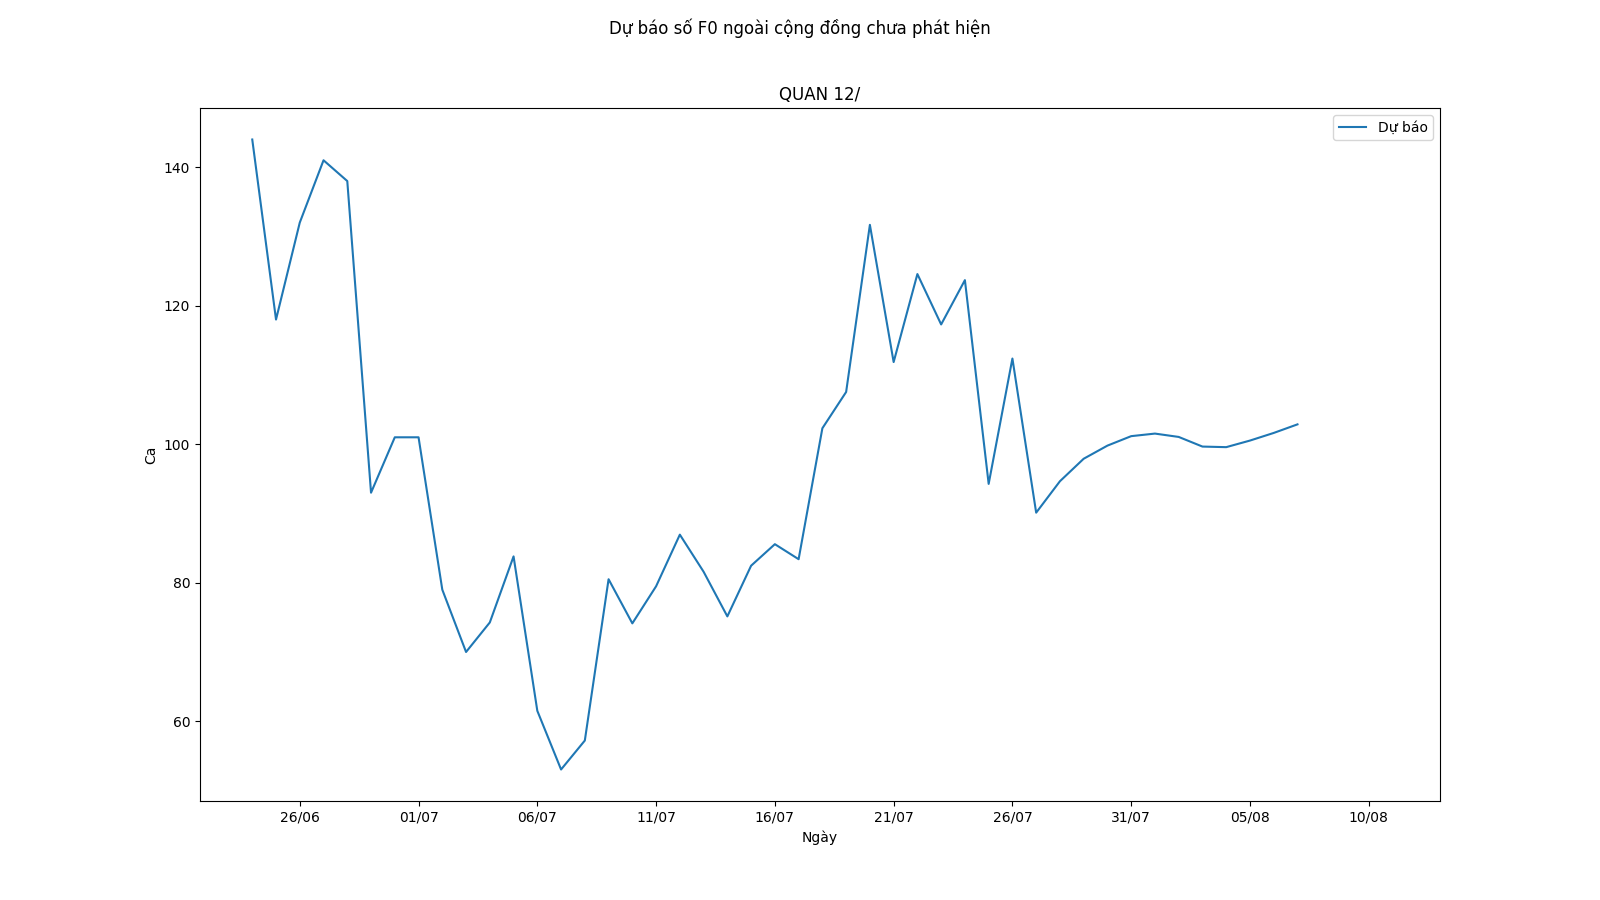 Dự báo số F0 ngoài cộng đồng chưa phát hiện
QUAN 12/
Dự báo
140
120
100
80
60
Ca
26/06 01/07 06/07 11/07 16/07 21/07 26/07 31/07 05/08 10/08
Ngày